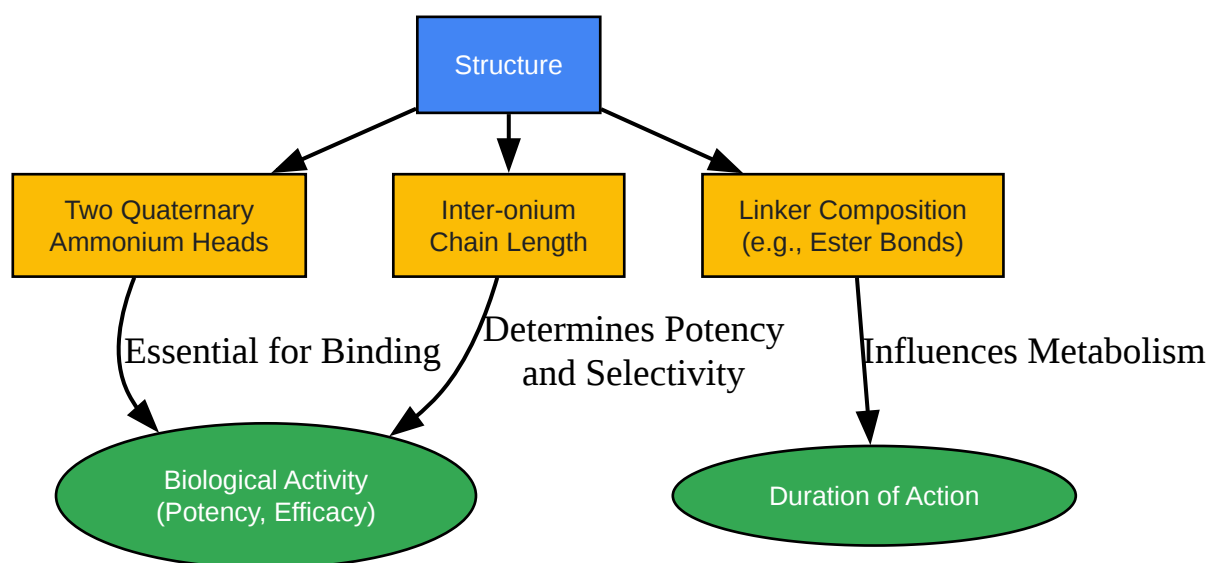 Structure
Two Quaternary
Ammonium Heads
Inter-onium
Chain Length
Linker Composition
(e.g., Ester Bonds)
Essential for Binding
Determines Potency
and Selectivity
Influences Metabolism
Biological Activity
(Potency, Efficacy)
Duration of Action